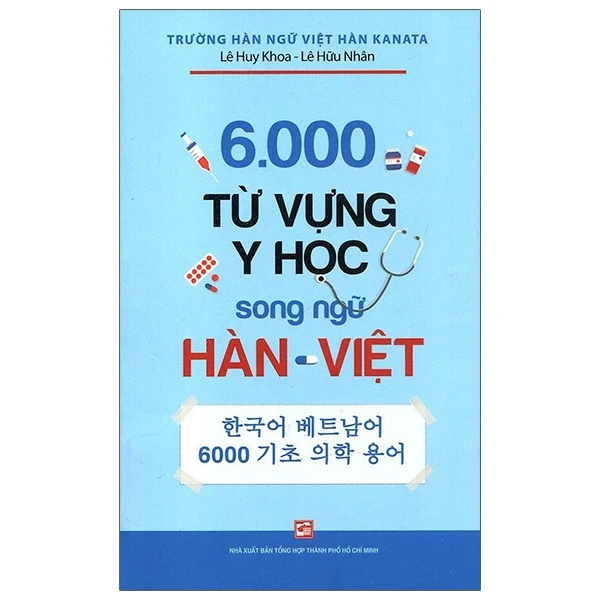 TRƯỜNG HÀN NGỮ VIỆT HÀN KANATA
Lê Huy Khoa - Lê Hữu Nhân
6.000
TỪ VỰNG
Y HỌC
song ngữ
HÀN - VIỆT
한국어 베트남어
6000 기초 의학 용어
NHÀ XUẤT BẢN TỔNG HỢP THÀNH PHỐ HỒ CHÍ MINH